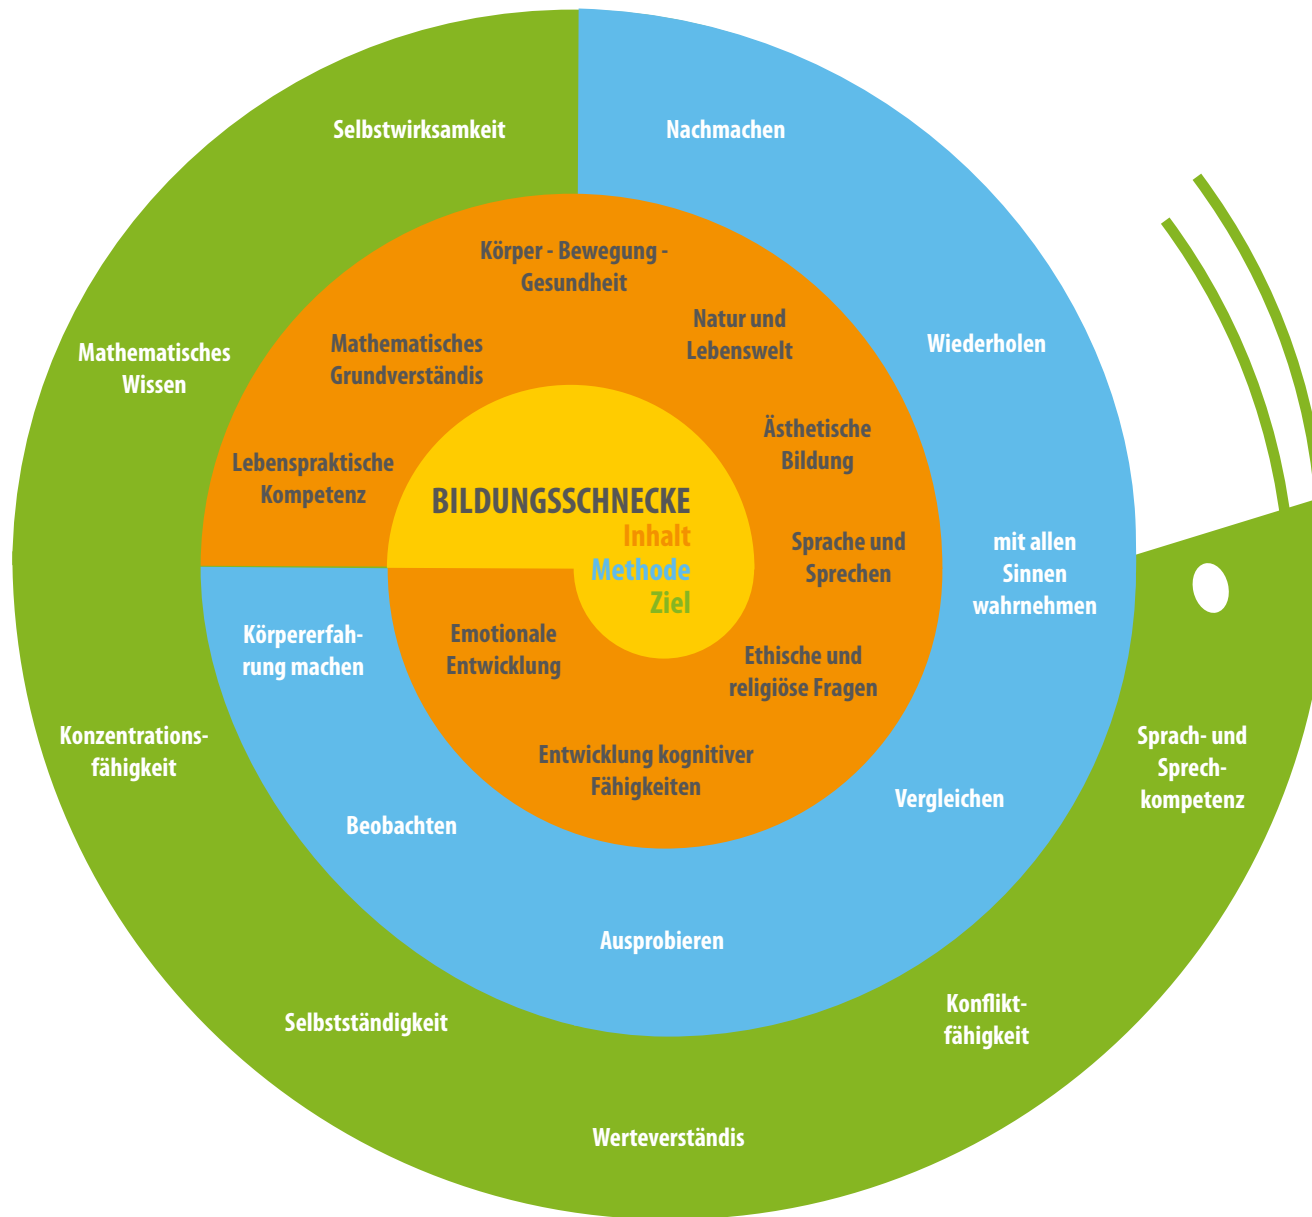 BILDUNGSSCHNECKE
Inhalt
Methode
Ziel
Emotionale
Entwicklung
Entwicklung kognitiver
Fähigkeiten
Ethische und
religiöse Fragen
Sprache und
Sprechen
Ästhetische
Bildung
Natur und
Lebenswelt
Körper - Bewegung -
Gesundheit
Mathematisches
Grundverständis
Lebenspraktische
Kompetenz
Körpererfah-
rung machen
Beobachten
Ausprobieren
Vergleichen
mit allen
Sinnen
wahrnehmen
Wiederholen
Nachmachen
Selbstwirksamkeit
Mathematisches
Wissen
Konzentrations-
fähigkeit
Selbstständigkeit
Werteverständis
Konflikt-
fähigkeit
Sprach- und
Sprech-
kompetenz